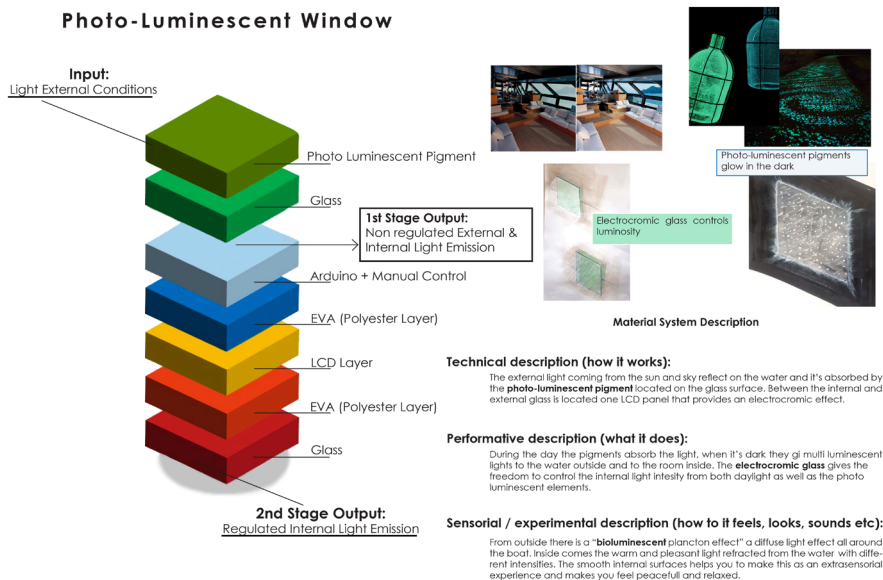 Photo-Luminescent Window
Input:
Light External Conditions
Photo Luminescent Pigment
Glass
1st Stage Output:
Non regulated External &
Internal Light Emission
Arduino + Manual Control
EVA (Polyester Layer)
LCD Layer
EVA (Polyester Layer)
Glass
2nd Stage Output:
Regulated Internal Light Emission
Photo-luminescent pigments
glow in the dark
Electrocromic glass controls
luminosity
Material System Description
Technical description (how it works):
The external light coming from the sun and sky reflect on the water and it's absorbed by
the photo-luminescent pigment located on the glass surface. Between the internal and
external glass is located one LCD panel that provides an electrocromic effect.
Performative description (what it does):
During the day the pigments absorb the light, when it's dark they gi multi luminescent
lights to the water outside and to the room inside. The electrocromic glass gives the
freedom to control the internal light intesity from both daylight as well as the photo
luminescent elements.
Sensorial / experimental description (how to it feels, looks, sounds etc):
From outside there is a "bioluminescent plancton effect" a diffuse light effect all around
the boat. Inside comes the warm and pleasant light refracted from the water with diffe-
rent intensities. The smooth internal surfaces helps you to make this as an extrasensorial
experience and makes you feel peacefull and relaxed.